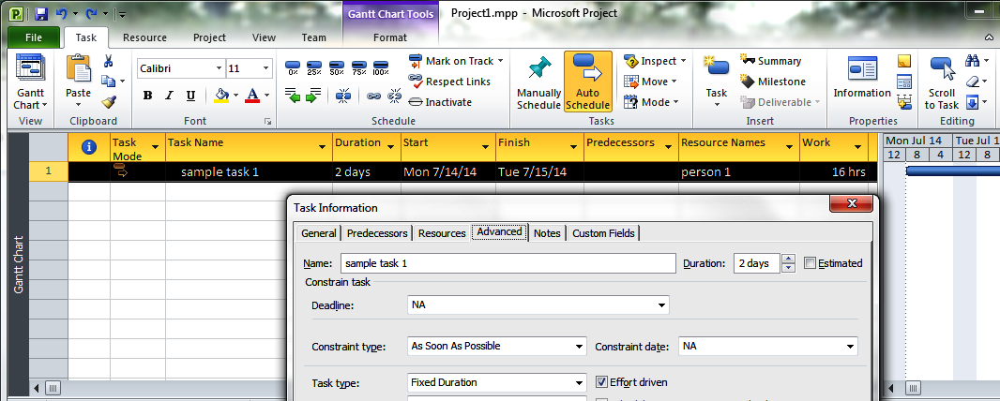 Gantt Chart Tools Project1.mpp - Microsoft Project
File Task Resource Project View Team Format
Calibri 11
0% 25% 50% 75% 100%
Mark on Track
Respect Links
Inactivate
Gantt Chart
Paste
B I U A
Manually Schedule
Auto Schedule
Inspect
Move
Mode
Task
Summary
Milestone
Deliverable
Information
Scroll to Task
View Clipboard Font Schedule Tasks Insert Properties Editing
Task Mode Task Name Duration Start Finish Predecessors Resource Names Work
Mon Jul 14 Tue Jul 1
12 8 4 12 8
1 sample task 1 2 days Mon 7/14/14 Tue 7/15/14 person 1 16 hrs
Gantt Chart
Task Information
General Predecessors Resources Advanced Notes Custom Fields
Name: sample task 1 Duration: 2 days Estimated
Constrain task
Deadline: NA
Constraint type: As Soon As Possible Constraint date: NA
Task type: Fixed Duration Effort driven